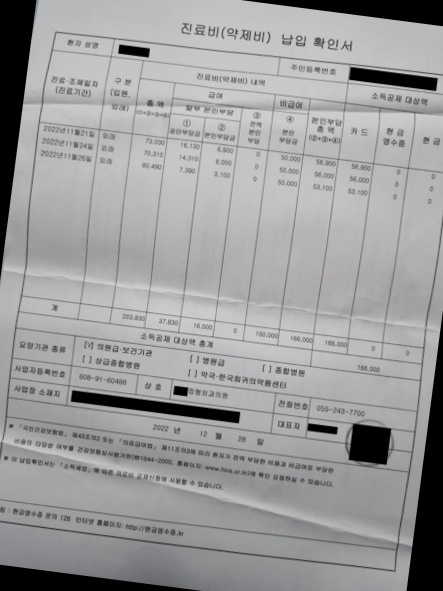 진료비(약제비) 납입 확인서
환자 성명
주민등록번호
진료비(약제비) 내역
소득공제 대상액
진료·조제일자
(진료기간)
구 분
(입원,
외래)
총 액
(①+②+③+④)
급여
일부 본인부담
①
공단부담금
②
본인부담금
③
전액
본인
부담
비급여
④
본인
부담금
본인부담
총 액
(②+③+④)
카 드
현 금
영수증
현 금
2022년11월21일 외래 73,030 16,130 6,900 0 50,000 56,900 56,900 0 0
2022년11월24일 외래 70,310 14,310 6,000 0 50,000 56,000 56,000 0 0
2022년11월26일 외래 60,490 7,390 3,100 0 50,000 53,100 53,100 0 0
계 203,830 37,830 16,000 0 150,000 166,000 166,000 0 0
소득공제 대상액 총계 166,000
요양기관 종류
[√] 의원급·보건기관 [ ] 병원급 [ ] 종합병원
[ ] 상급종합병원 [ ] 약국·한국희귀의약품센터
사업자등록번호 608-91-60466 상 호 정형외과의원 전화번호 055-243-7700
사업장 소재지 대표자
2022 년 12 월 26 일
※ 「국민건강보험법」 제43조의2 또는 「의료급여법」 제11조의3에 따라 환자가 전액 부담한 비용과 비급여로 부담한
비용의 타당성 여부를 건강보험심사평가원(☎1644-2000, 홈페이지: www.hira.or.kr)에 확인 요청하실 수 있습니다.
※ 이 납입확인서는 「소득세법」에 따른 의료비 공제신청에 사용할 수 있습니다.
문의 126 인터넷 홈페이지: http://현금영수증.kr